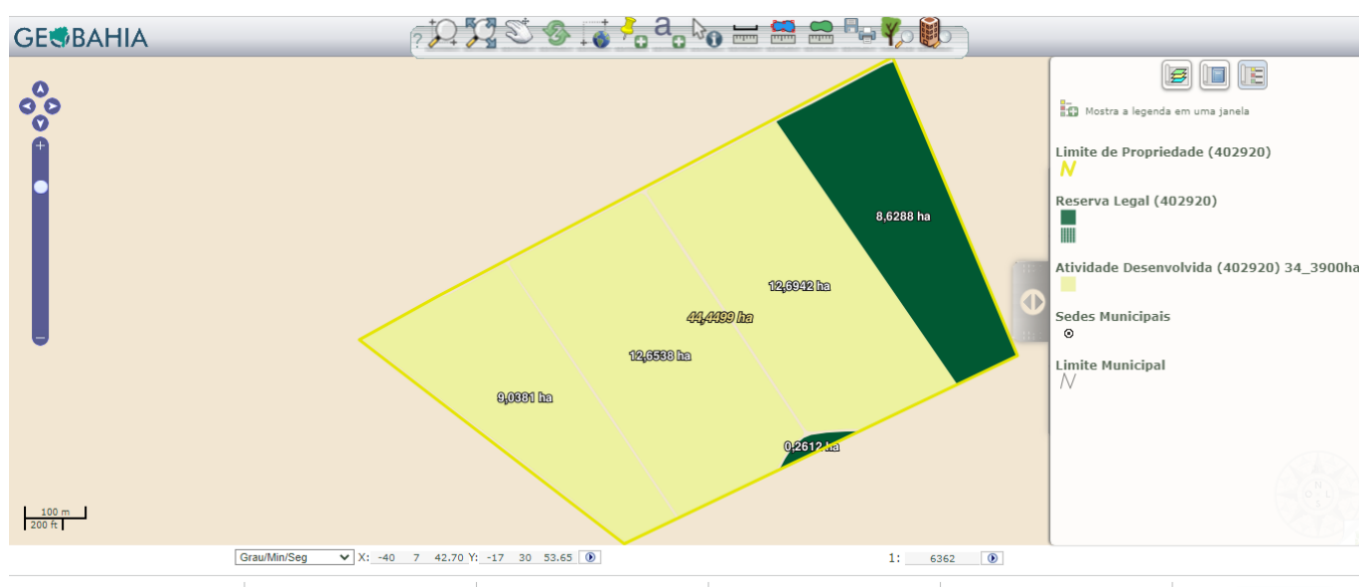 GEOBAHIA
?
a
Mostra a legenda em uma janela
Limite de Propriedade (402920)
Reserva Legal (402920)
Atividade Desenvolvida (402920) 34_3900ha
Sedes Municipais
Limite Municipal
8,6288 ha
12,6942 ha
44,4499 ha
12,6538 ha
9,0381 ha
0,2612 ha
100 m
200 ft
Grau/Min/Seg X: -40 7 42.70 Y: -17 30 53.65 1: 6362